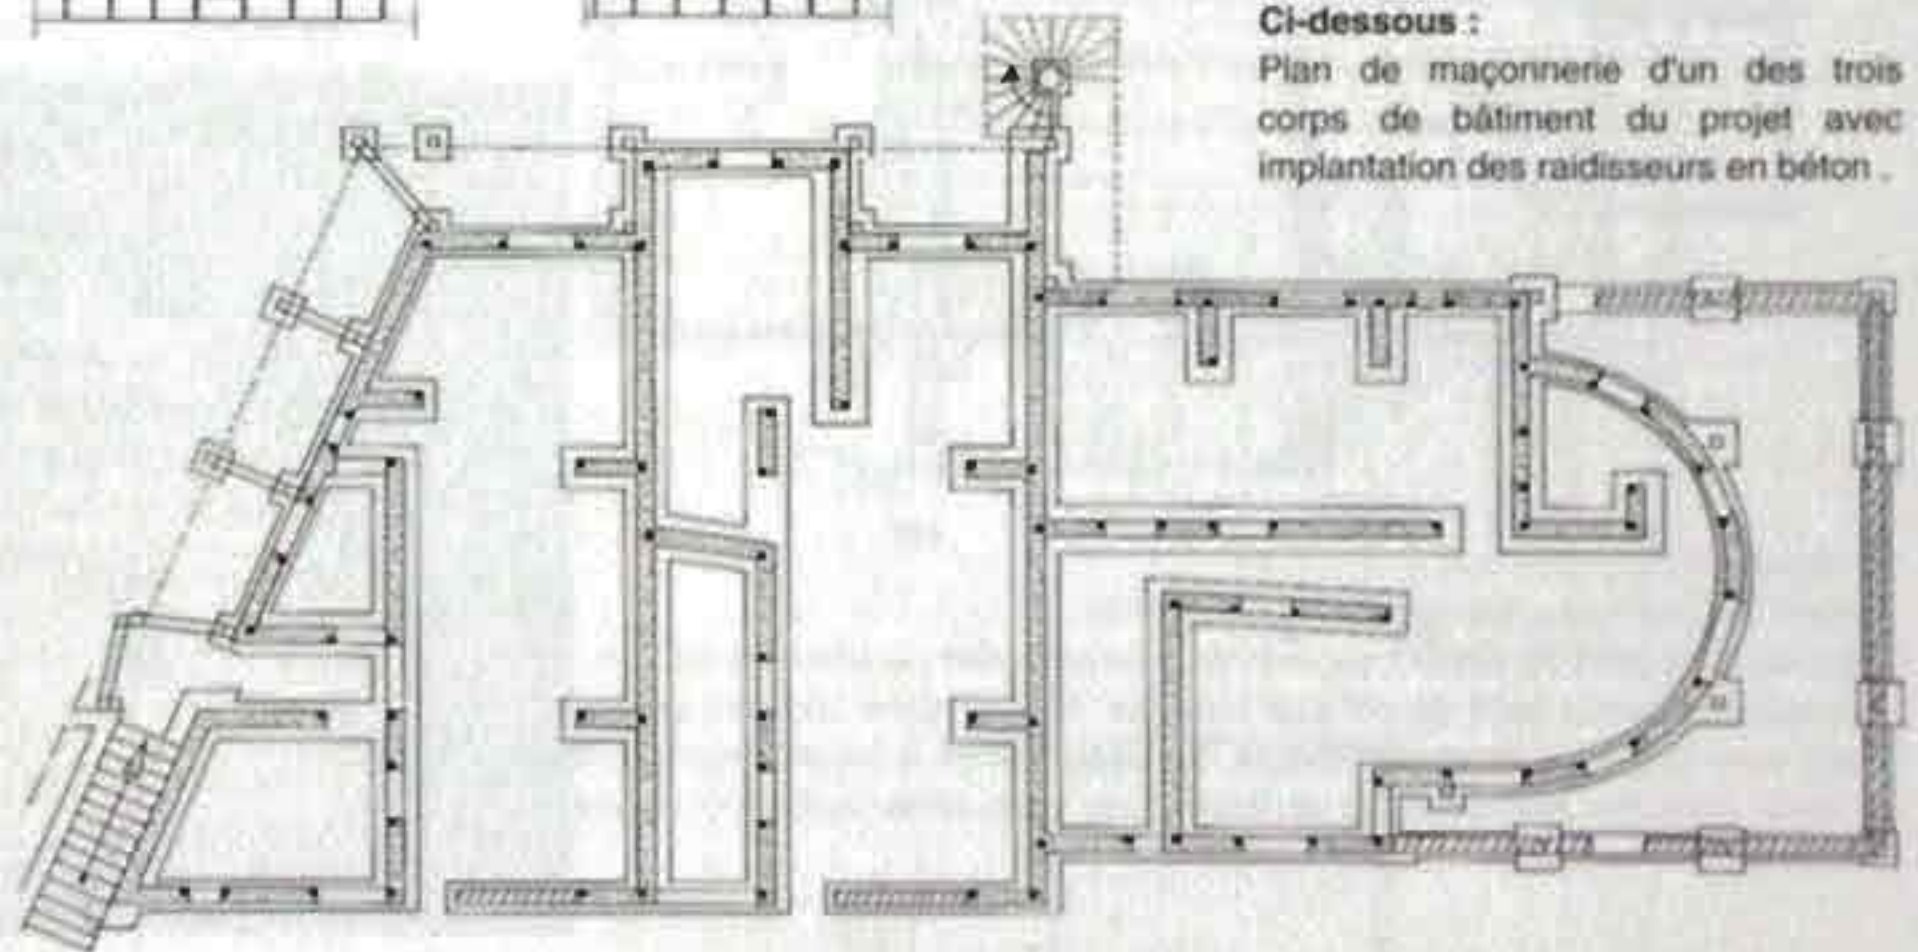 Ci-dessous :
Plan de maçonnerie d'un des trois
corps de bâtiment du projet avec
implantation des raidisseurs en béton .